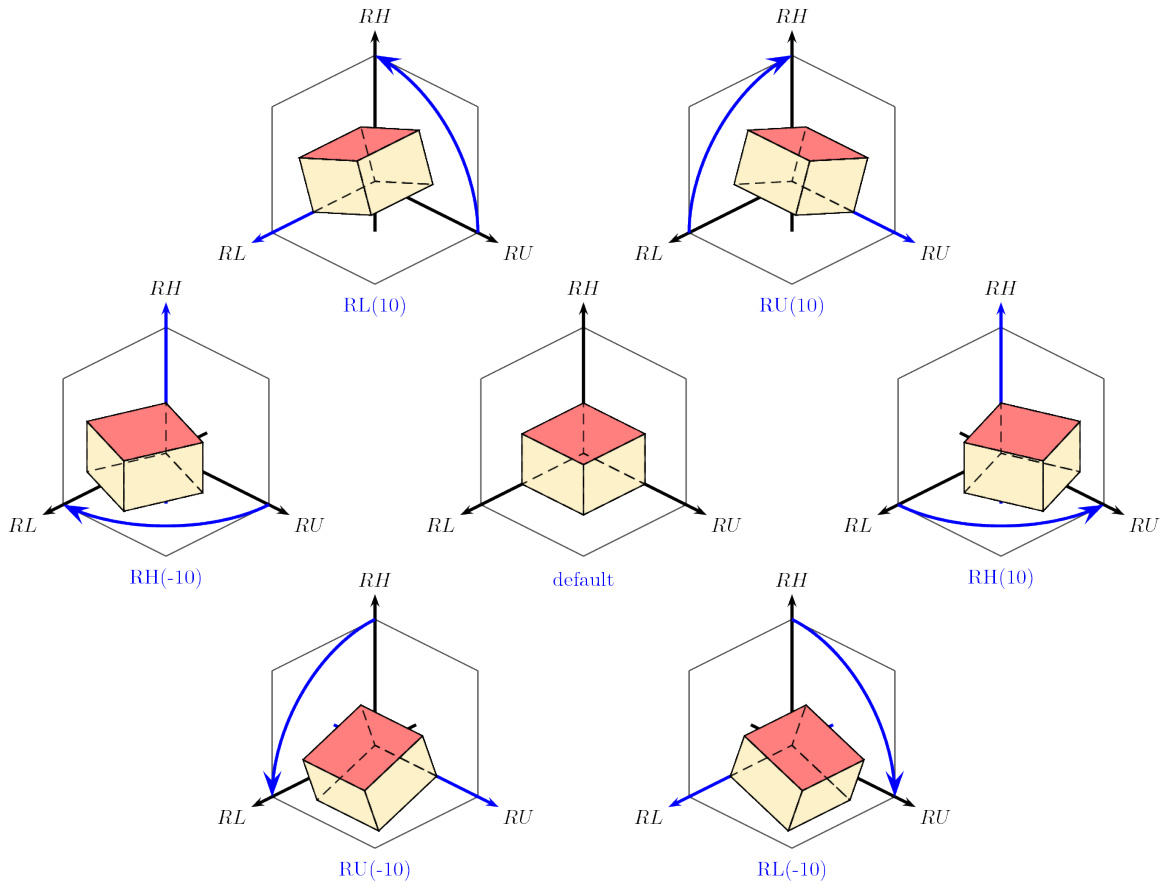 RH
RL
RU
RL(10)
RH
RL
RU
RU(10)
RH
RL
RU
RH(-10)
RH
RL
RU
default
RH
RL
RU
RH(10)
RH
RL
RU
RU(-10)
RH
RL
RU
RL(-10)